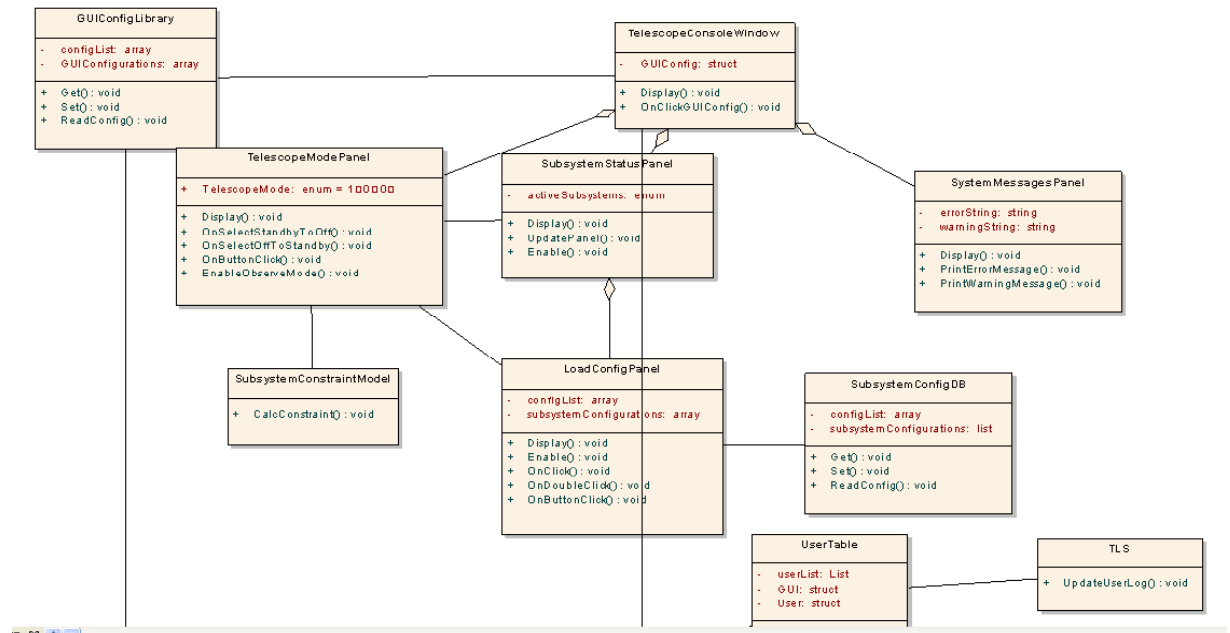 GUIConfigLibrary
- configList: array
- GUIConfigurations: array
+ Get() : void
+ Set() : void
+ ReadConfig() : void
TelescopeConsoleWindow
- GUIConfig: struct
+ Display() : void
+ OnClickGUIConfig() : void
TelescopeModePanel
+ TelescopeMode: enum = 1□0□0□
+ Display() : void
+ OnSelectStandbyToOff() : void
+ OnSelectOffToStandby() : void
+ OnButtonClick() : void
+ EnableObserveMode() : void
SubsystemStatusPanel
- activeSubsystems: enum
+ Display() : void
+ UpdatePanel() : void
+ Enable() : void
SystemMessagesPanel
- errorString: string
- warningString: string
+ Display() : void
+ PrintErrorMessage() : void
+ PrintWarningMessage() : void
SubsystemConstraintModel
+ CalcConstraint() : void
LoadConfigPanel
- configList: array
- subsystemConfigurations: array
+ Display() : void
+ Enable() : void
+ OnClick() : void
+ OnDoubleClick() : void
+ OnButtonClick() : void
SubsystemConfigDB
- configList: array
- subsystemConfigurations: list
+ Get() : void
+ Set() : void
+ ReadConfig() : void
UserTable
- userList: List
- GUI: struct
- User: struct
TLS
+ UpdateUserLog() : void